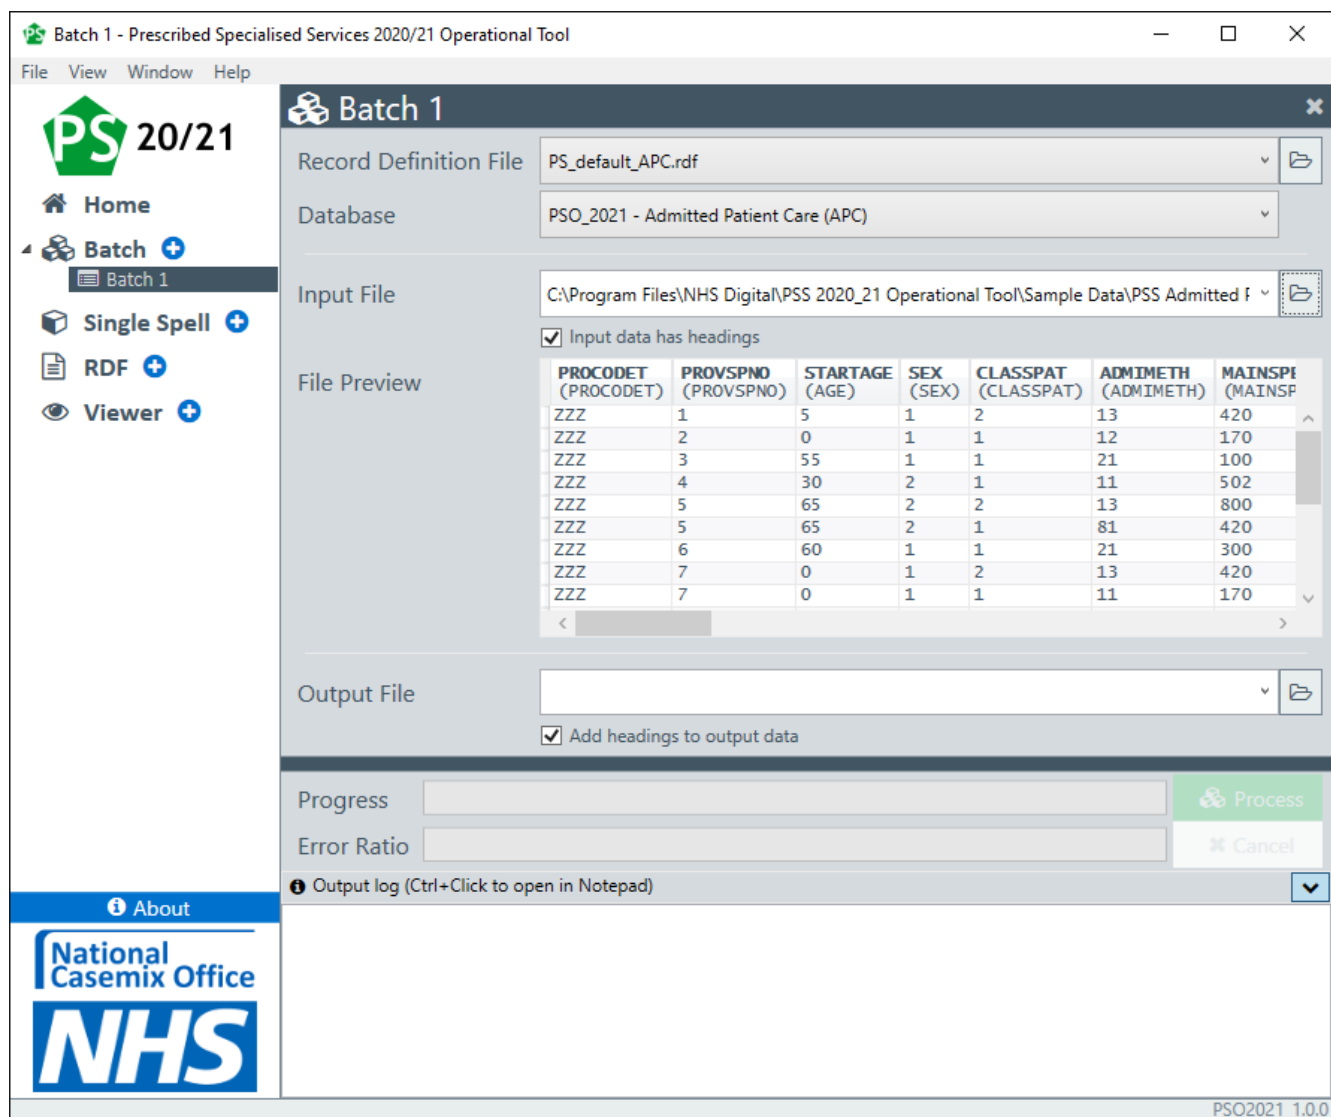 Batch 1 - Prescribed Specialised Services 2020/21 Operational Tool
File View Window Help
PS 20/21
Home
Batch
Batch 1
Single Spell
RDF
Viewer
About
National
Casemix Office
NHS
Batch 1
Record Definition File PS_default_APC.rdf
Database PSO_2021 - Admitted Patient Care (APC)
Input File C:\Program Files\NHS Digital\PSS 2020_21 Operational Tool\Sample Data\PSS Admitted P
Input data has headings
File Preview
PROCODET PROVSPNO STARTAGE SEX CLASSPAT ADMIMETH MAINSPE
(PROCODET) (PROVSPNO) (AGE) (SEX) (CLASSPAT) (ADMIMETH) (MAINSP
ZZZ 1 5 1 2 13 420
ZZZ 2 0 1 1 12 170
ZZZ 3 55 1 1 21 100
ZZZ 4 30 2 1 11 502
ZZZ 5 65 2 2 13 800
ZZZ 5 65 2 1 81 420
ZZZ 6 60 1 1 21 300
ZZZ 7 0 1 2 13 420
ZZZ 7 0 1 1 11 170
Output File
Add headings to output data
Progress Process
Error Ratio Cancel
Output log (Ctrl+Click to open in Notepad)
PSO2021 1.0.0